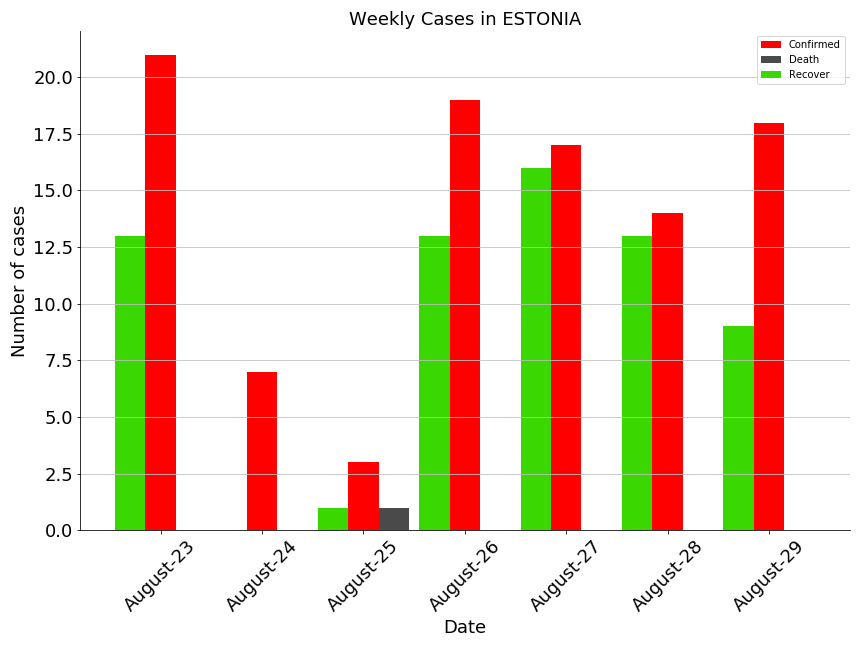 Weekly Cases in ESTONIA
Confirmed
Death
Recover
Number of cases
20.0
17.5
15.0
12.5
10.0
7.5
5.0
2.5
0.0
August-23
August-24
August-25
August-26
August-27
August-28
August-29
Date